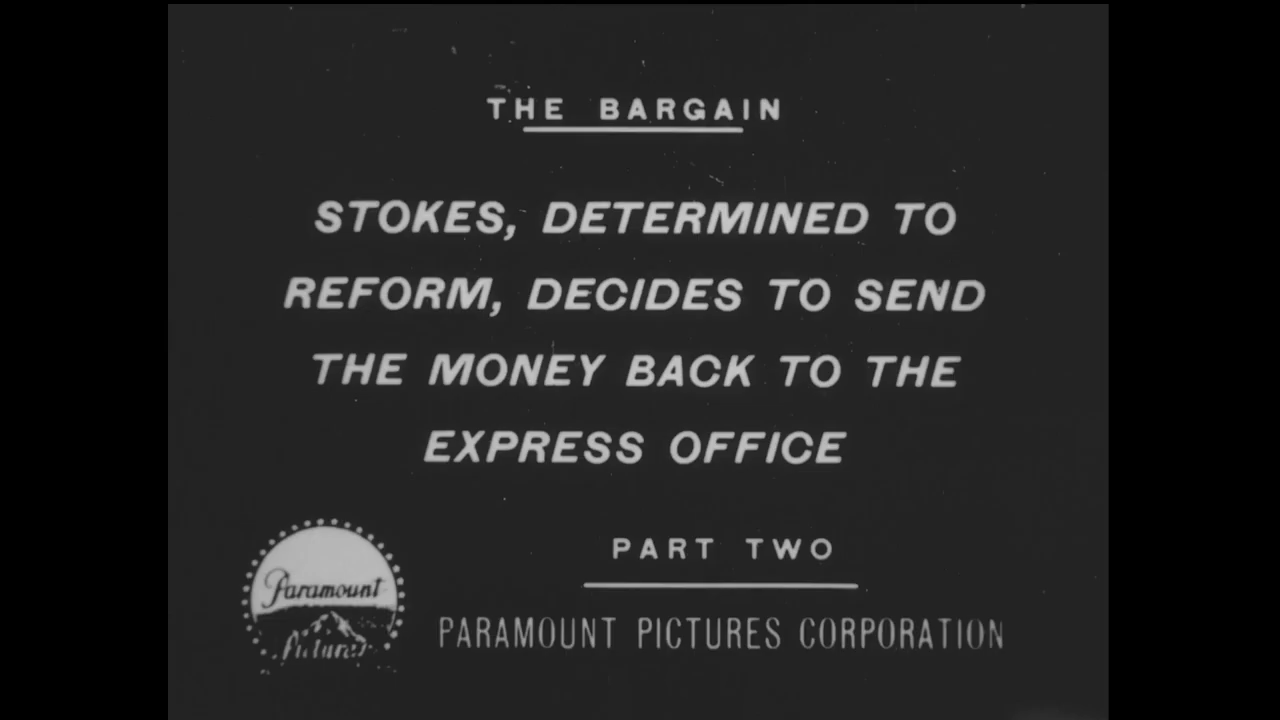 THE BARGAIN
STOKES, DETERMINED TO
REFORM, DECIDES TO SEND
THE MONEY BACK TO THE
EXPRESS OFFICE
PART TWO
Paramount
Pictures
PARAMOUNT PICTURES CORPORATION